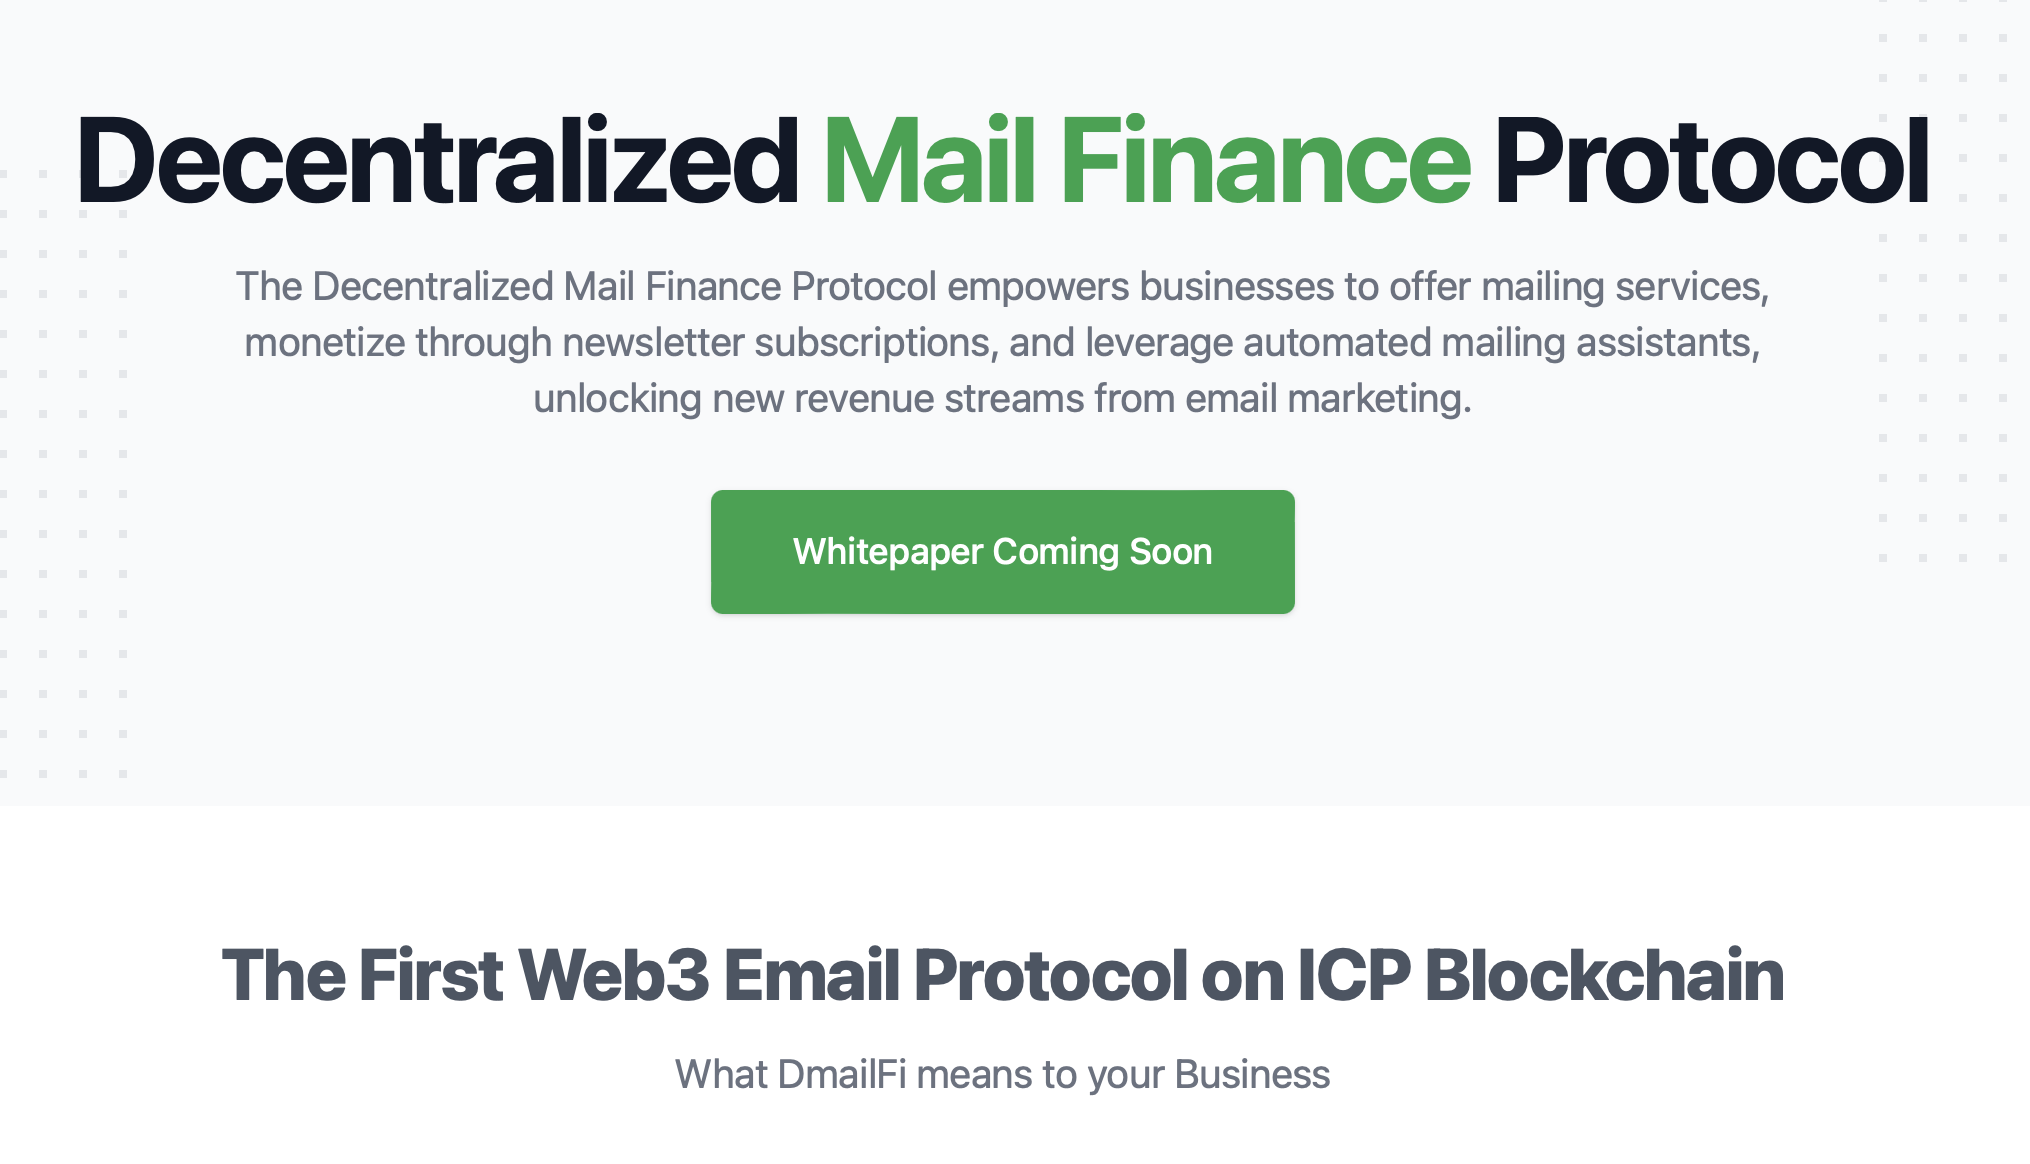 Decentralized Mail Finance Protocol
The Decentralized Mail Finance Protocol empowers businesses to offer mailing services,
monetize through newsletter subscriptions, and leverage automated mailing assistants,
unlocking new revenue streams from email marketing.
Whitepaper Coming Soon
The First Web3 Email Protocol on ICP Blockchain
What DmailFi means to your Business